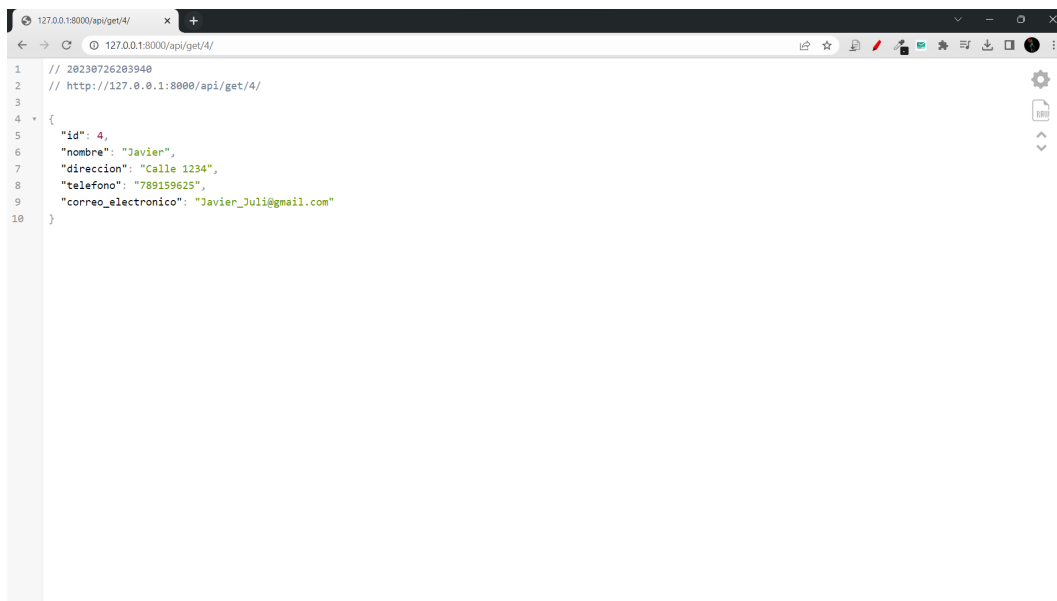 127.0.0.1:8000/api/get/4/
127.0.0.1:8000/api/get/4/
1 // 20230726203940
2 // http://127.0.0.1:8000/api/get/4/
3
4 {
5 "id": 4,
6 "nombre": "Javier",
7 "direccion": "Calle 1234",
8 "telefono": "789159625",
9 "correo_electronico": "Javier_Juli@gmail.com"
10 }
RAW